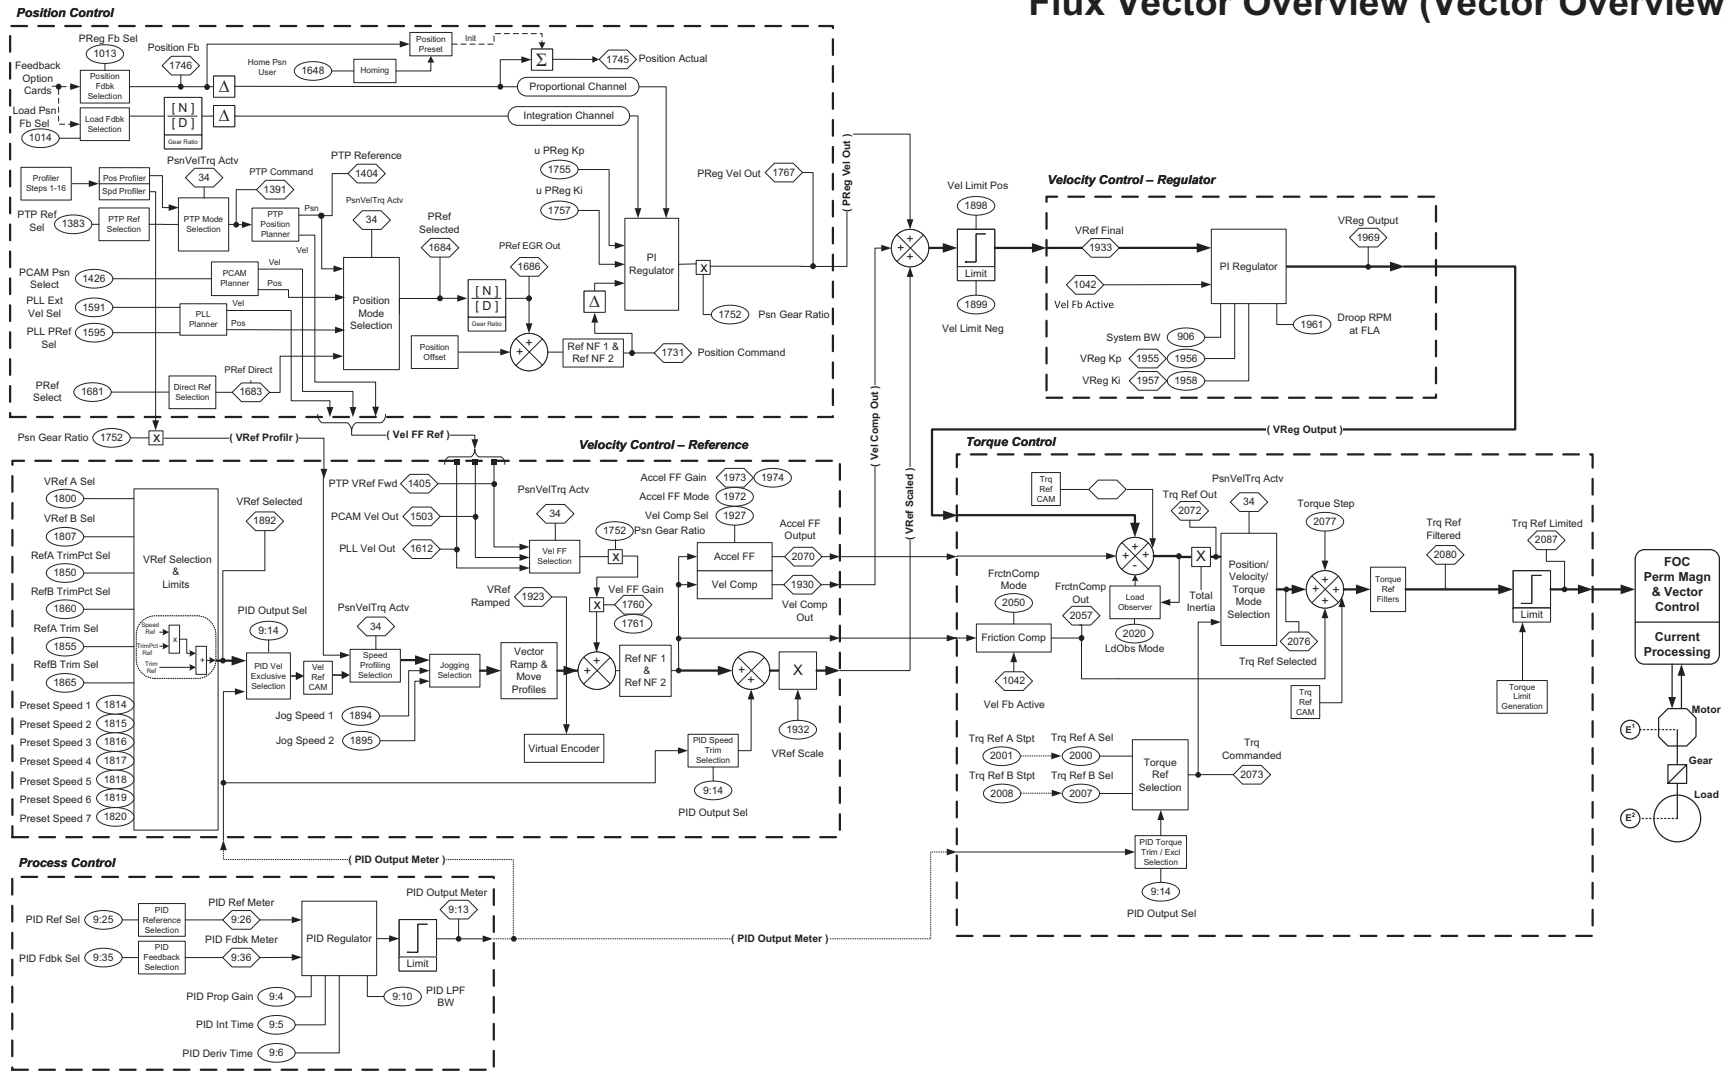 Flux Vector Overview (Vector Overview
Position Control
PReg Fb Sel
1013
Position Fb
1746
Feedback
Option
Cards
Position
Fdbk
Selection
Δ
Home Psn
User
1648
Homing
Position
Preset
Init
Σ
1745
Position Actual
Proportional Channel
Load Psn
Fb Sel
1014
Load Fdbk
Selection
[ N ]
[ D ]
Gear Ratio
Δ
Integration Channel
Profiler
Steps 1-16
Pos Profiler
Spd Profiler
PsnVelTrq Actv
34
PTP Command
1391
PTP Reference
1404
PTP Ref
Sel
1383
PTP Ref
Selection
PTP Mode
Selection
PTP
Position
Planner
Psn
Vel
PsnVelTrq Actv
34
PRef
Selected
1684
PRef EGR Out
1686
u PReg Kp
1755
u PReg Ki
1757
PReg Vel Out
1767
PCAM Psn
Select
1426
PCAM
Planner
Vel
Pos
PLL Ext
Vel Sel
1591
PLL PRef
Sel
1595
PLL
Planner
Vel
Pos
Position
Mode
Selection
[ N ]
[ D ]
Gear Ratio
Δ
PI
Regulator
X
1752
Psn Gear Ratio
Position
Offset
+
+
Ref NF 1 &
Ref NF 2
1731
Position Command
PRef
Select
1681
Direct Ref
Selection
PRef Direct
1683
( PReg Vel Out )
( Vel Comp Out )
( VRef Scaled )
+
+
+
Vel Limit Pos
1898
Limit
1899
Vel Limit Neg
Velocity Control – Regulator
VRef Final
1933
1042
Vel Fb Active
PI Regulator
VReg Output
1969
System BW
906
VReg Kp
1955
1956
VReg Ki
1957
1958
1961
Droop RPM
at FLA
( VReg Output )
Psn Gear Ratio
1752
X
( VRef Profilr )
( Vel FF Ref )
Velocity Control – Reference
VRef A Sel
1800
VRef B Sel
1807
RefA TrimPct Sel
1850
RefB TrimPct Sel
1860
RefA Trim Sel
1855
RefB Trim Sel
1865
Preset Speed 1
1814
Preset Speed 2
1815
Preset Speed 3
1816
Preset Speed 4
1817
Preset Speed 5
1818
Preset Speed 6
1819
Preset Speed 7
1820
VRef Selection
&
Limits
Speed
Ref
TrimPct
Ref
Trim
Ref
X
+
VRef Selected
1892
PID Output Sel
9:14
PID Vel
Exclusive
Selection
Vel
Ref
CAM
PsnVelTrq Actv
34
Speed
Profiling
Selection
Jog Speed 1
1894
Jog Speed 2
1895
Jogging
Selection
PTP VRef Fwd
1405
PCAM Vel Out
1503
PLL Vel Out
1612
PsnVelTrq Actv
34
Vel FF
Selection
1752
Psn Gear Ratio
X
VRef
Ramped
1923
X
Vel FF Gain
1760
1761
Vector
Ramp &
Move
Profiles
Virtual Encoder
+
+
Ref NF 1
&
Ref NF 2
Accel FF Gain
1973
1974
Accel FF Mode
1972
Vel Comp Sel
1927
Accel FF
Vel Comp
Accel FF
Output
2070
1930
Vel Comp
Out
+
+
X
1932
VRef Scale
PID Speed
Trim
Selection
9:14
PID Output Sel
Torque Control
Trq
Ref
CAM
Trq Ref Out
2072
PsnVelTrq Actv
34
Torque Step
2077
Trq Ref
Filtered
2080
Trq Ref Limited
2087
+
+
+
-
X
Total
Inertia
Load
Observer
2020
LdObs Mode
FrctnComp
Mode
2050
FrctnComp
Out
2057
Friction Comp
1042
Vel Fb Active
Position/
Velocity/
Torque
Mode
Selection
2076
Trq Ref Selected
+
+
+
+
Torque
Ref
Filters
Limit
Torque
Limit
Generation
Trq
Ref
CAM
Trq Ref A Stpt
2001
Trq Ref A Sel
2000
Trq Ref B Stpt
2008
Trq Ref B Sel
2007
Torque
Ref
Selection
Trq
Commanded
2073
PID Torque
Trim / Excl
Selection
9:14
PID Output Sel
FOC
Perm Magn
& Vector
Control
Current
Processing
Motor
E1
Gear
Load
E2
Process Control
( PID Output Meter )
PID Ref Sel
9:25
PID
Reference
Selection
PID Ref Meter
9:26
PID Fdbk Sel
9:35
PID
Feedback
Selection
PID Fdbk Meter
9:36
PID Regulator
Limit
PID Output Meter
9:13
( PID Output Meter )
PID Prop Gain
9:4
PID Int Time
9:5
PID Deriv Time
9:6
9:10
PID LPF
BW